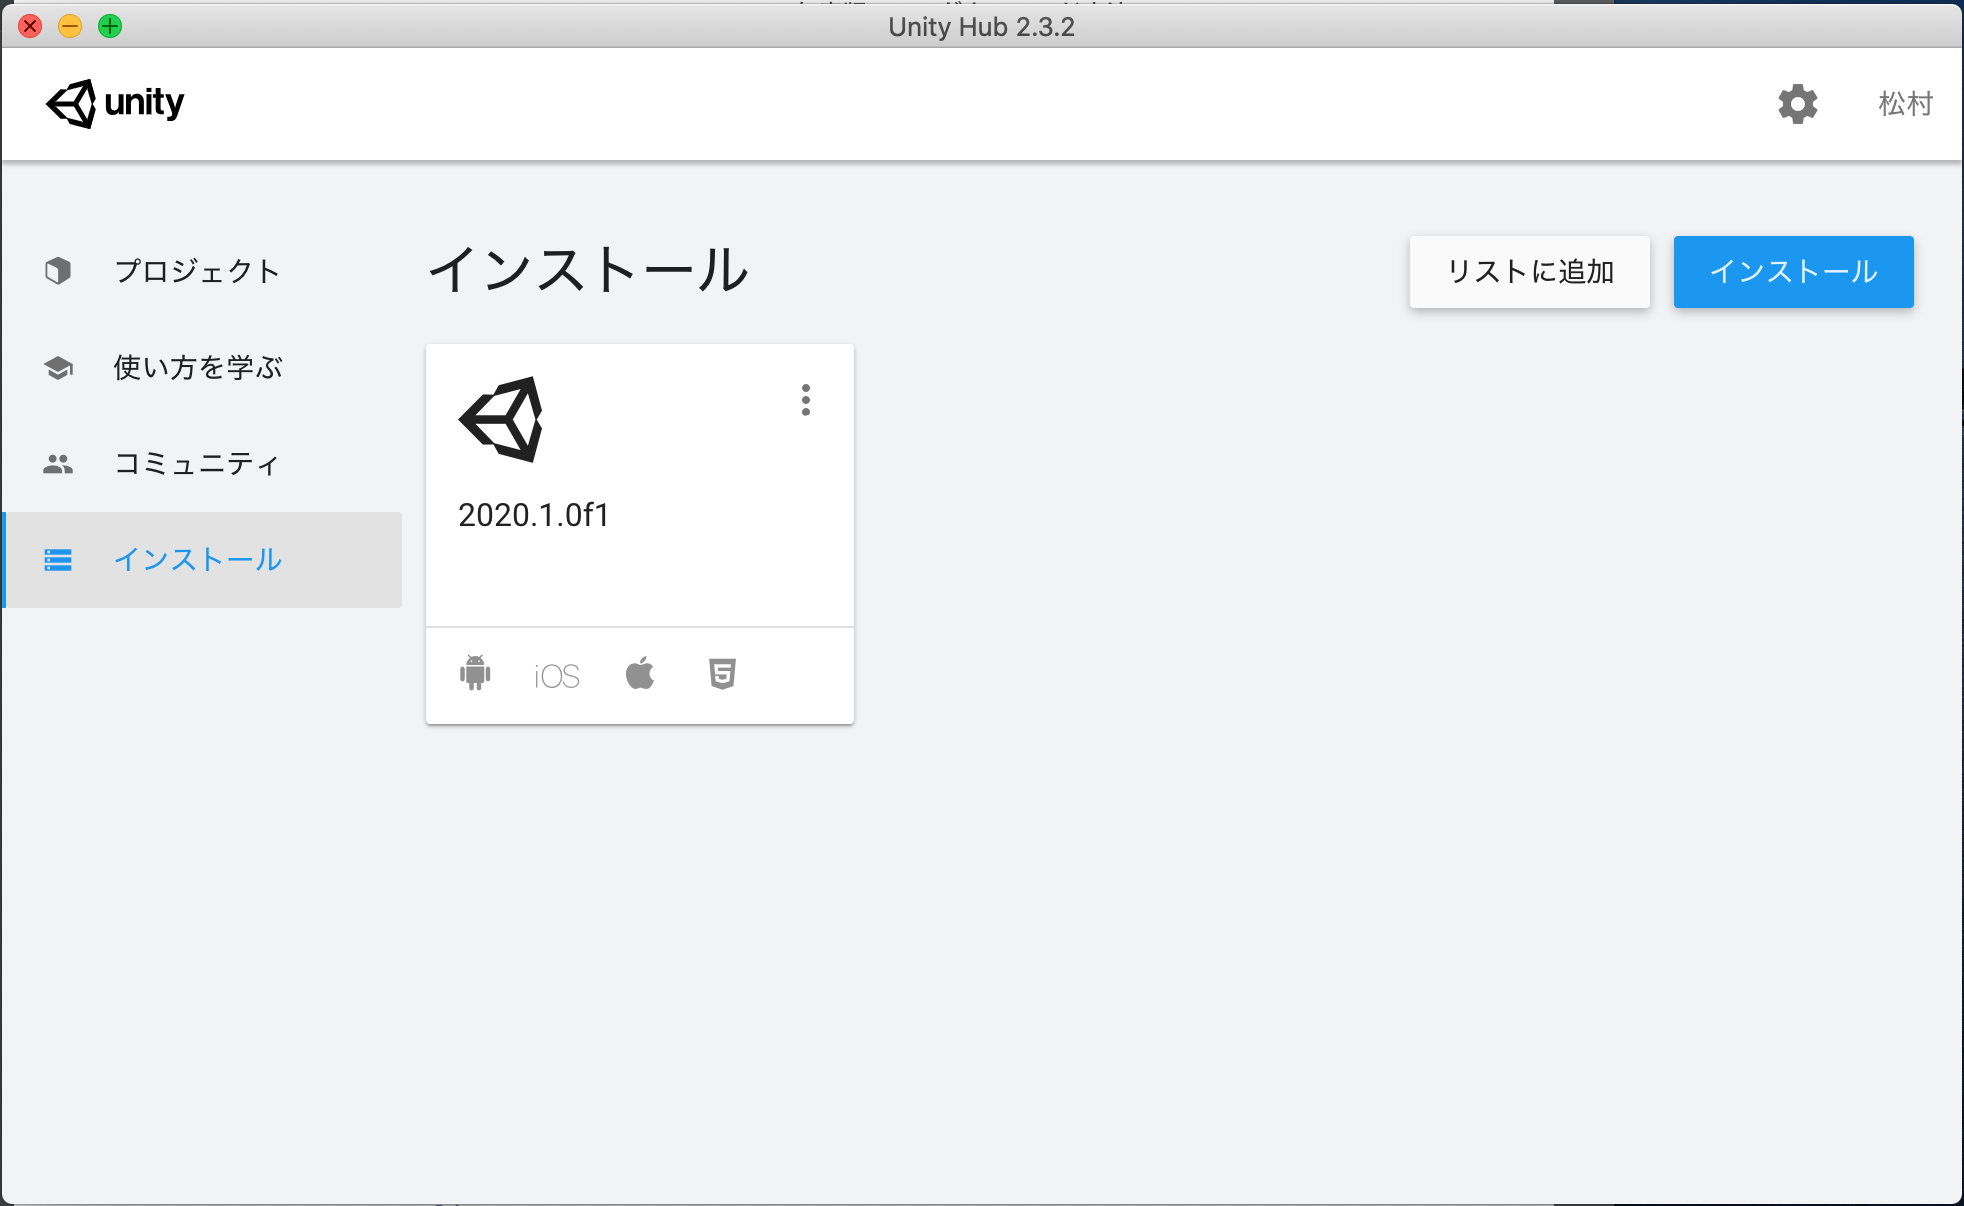 Unity Hub 2.3.2
unity
松村
プロジェクト
使い方を学ぶ
コミュニティ
インストール
インストール
リストに追加
インストール
2020.1.0f1
iOS